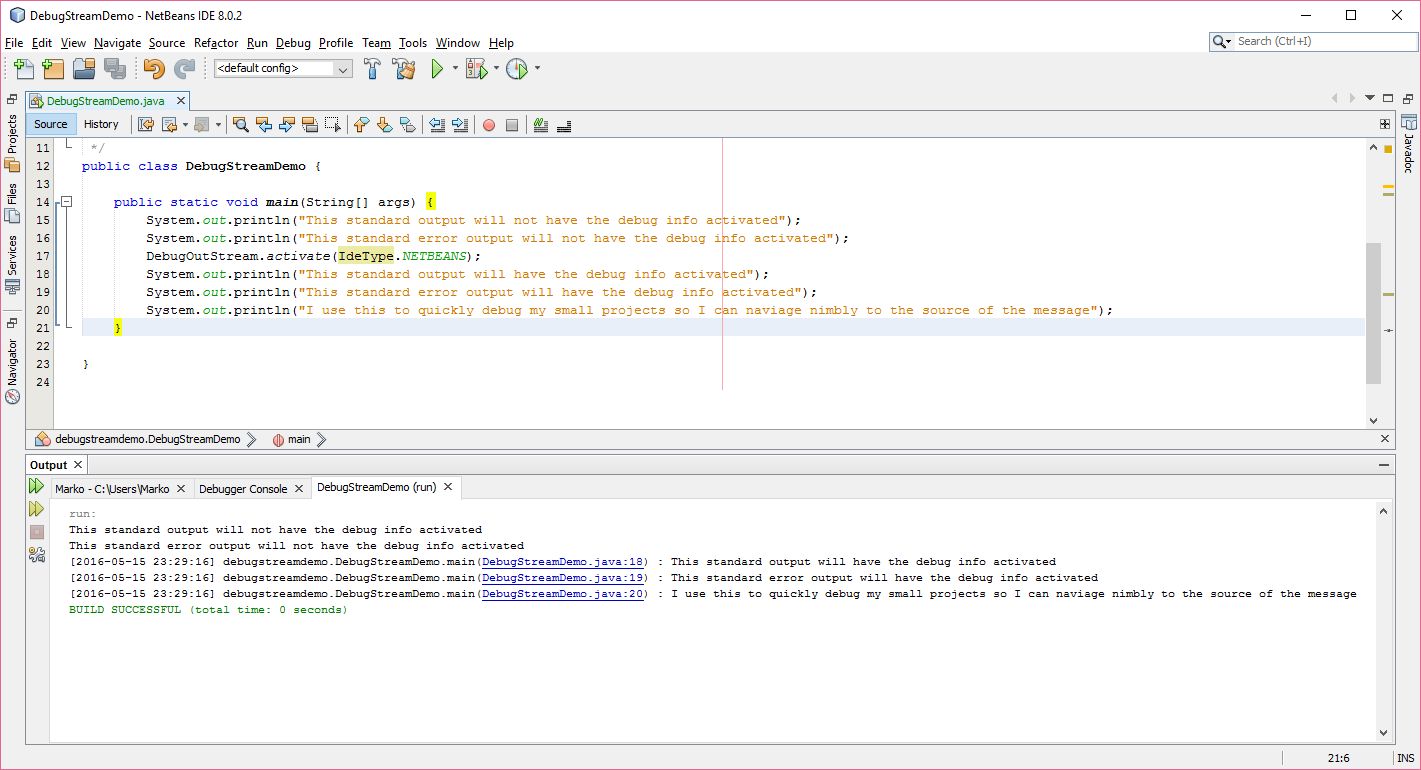 DebugStreamDemo - NetBeans IDE 8.0.2
File Edit View Navigate Source Refactor Run Debug Profile Team Tools Window Help
Search (Ctrl+I)
<default config>
DebugStreamDemo.java
Source History
Projects
Files
Services
Navigator
Javadoc
11 */
12 public class DebugStreamDemo {
13
14 public static void main(String[] args) {
15 System.out.println("This standard output will not have the debug info activated");
16 System.out.println("This standard error output will not have the debug info activated");
17 DebugOutStream.activate(IdeType.NETBEANS);
18 System.out.println("This standard output will have the debug info activated");
19 System.out.println("This standard error output will have the debug info activated");
20 System.out.println("I use this to quickly debug my small projects so I can naviage nimbly to the source of the message");
21 }
22
23 }
24
debugstreamdemo.DebugStreamDemo main
Output
Marko - C:\Users\Marko Debugger Console DebugStreamDemo (run)
run:
This standard output will not have the debug info activated
This standard error output will not have the debug info activated
[2016-05-15 23:29:16] debugstreamdemo.DebugStreamDemo.main(DebugStreamDemo.java:18) : This standard output will have the debug info activated
[2016-05-15 23:29:16] debugstreamdemo.DebugStreamDemo.main(DebugStreamDemo.java:19) : This standard error output will have the debug info activated
[2016-05-15 23:29:16] debugstreamdemo.DebugStreamDemo.main(DebugStreamDemo.java:20) : I use this to quickly debug my small projects so I can naviage nimbly to the source of the message
BUILD SUCCESSFUL (total time: 0 seconds)
21:6 INS